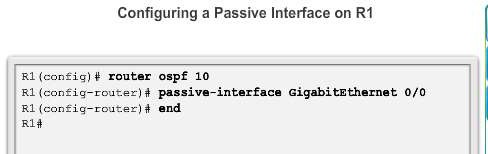 Configuring a Passive Interface on R1
R1(config)# router ospf 10
R1(config-router)# passive-interface GigabitEthernet 0/0
R1(config-router)# end
R1#